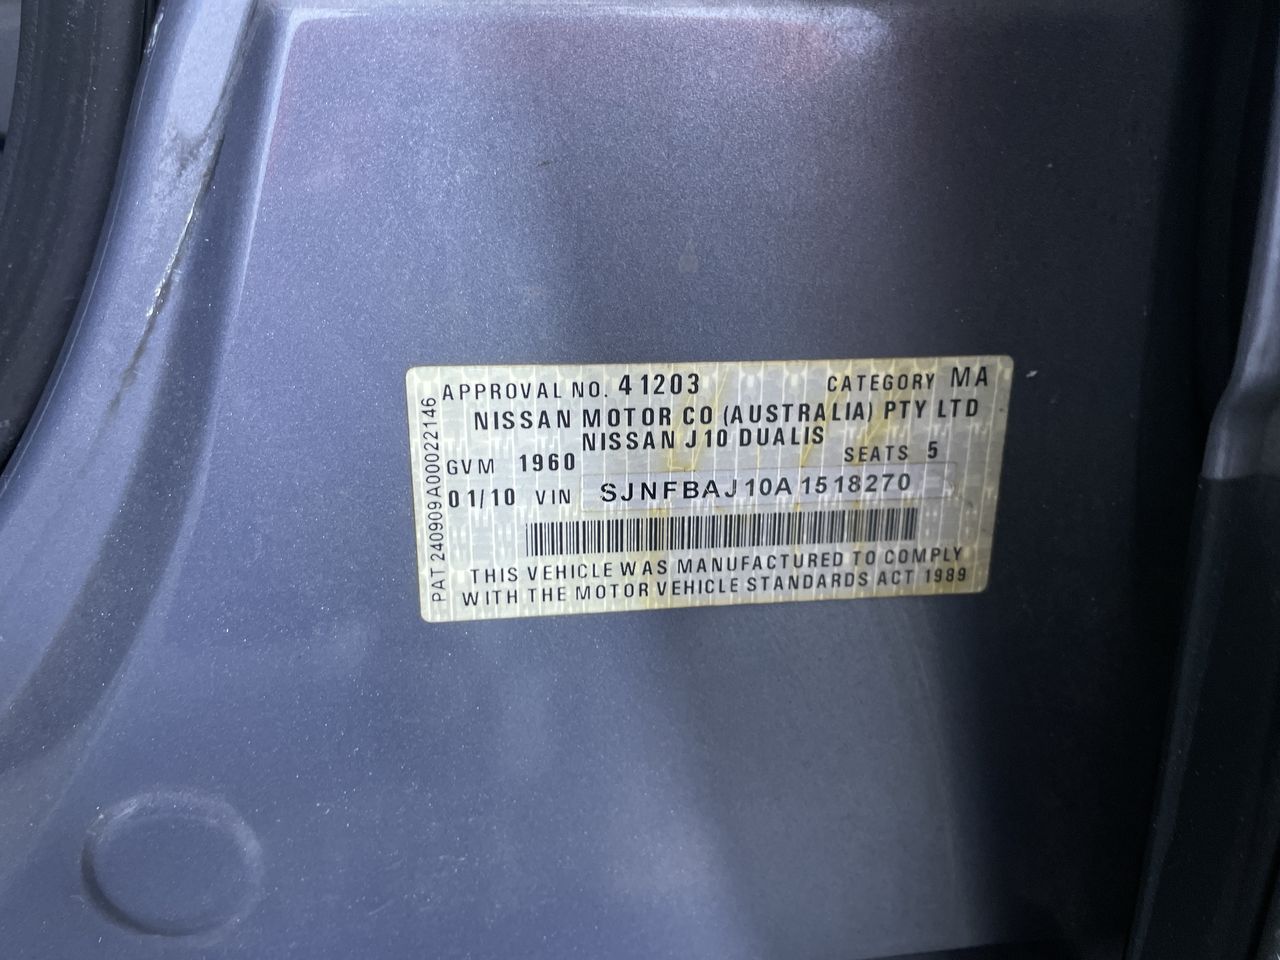 APPROVAL NO. 41203 CATEGORY MA
NISSAN MOTOR CO (AUSTRALIA) PTY LTD
NISSAN J10 DUALIS
GVM 1960 SEATS 5
01/10 VIN SJNFBAJ10A1518270
THIS VEHICLE WAS MANUFACTURED TO COMPLY
WITH THE MOTOR VEHICLE STANDARDS ACT 1989
PAT 240909A00022146